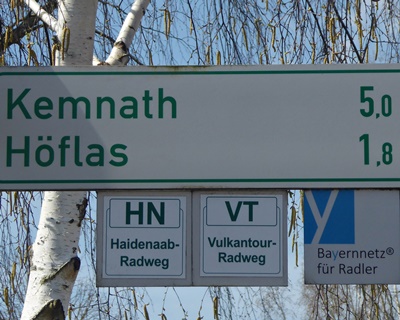 Kemnath 5,0
Höflas 1,8
HN
Haidenaab-
Radweg
VT
Vulkantour-
Radweg
Bayernnetz®
für Radler